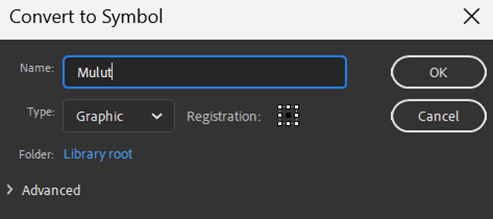 Convert to Symbol
Name: Mulut OK
Type: Graphic Registration: Cancel
Folder: Library root
Advanced